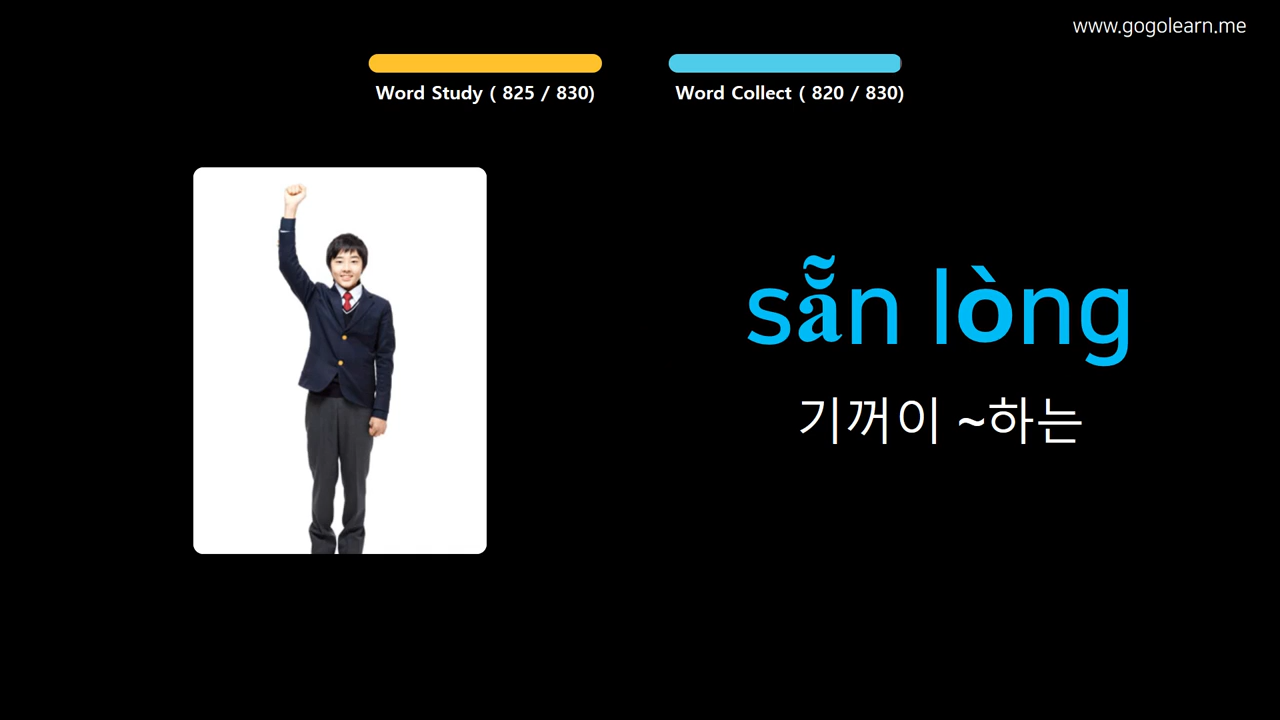 www.gogolearn.me
Word Study ( 825 / 830)
Word Collect ( 820 / 830)
sẵn lòng
기꺼이 ~하는